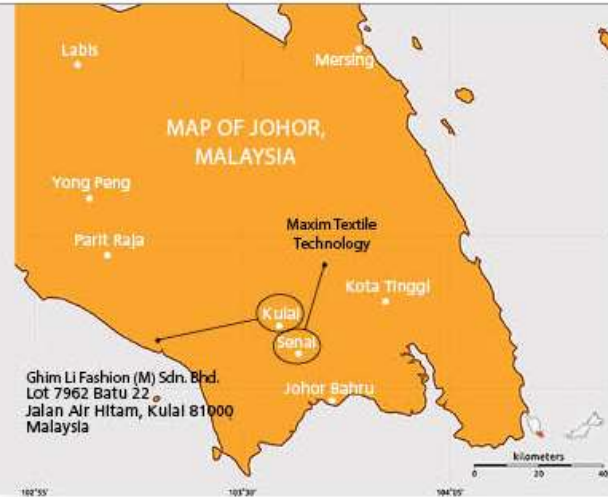 Labis
Mersing
MAP OF JOHOR,
MALAYSIA
Yong Peng
Parit Raja
Maxim Textile
Technology
Kota Tinggi
Kulai
Senai
Ghim Li Fashion (M) Sdn. Bhd.
Lot 7962 Batu 22
Jalan Air Hitam, Kulai 81000
Malaysia
Johor Bahru
kilometers
0 20 40
102°55' 103°30' 104°05'